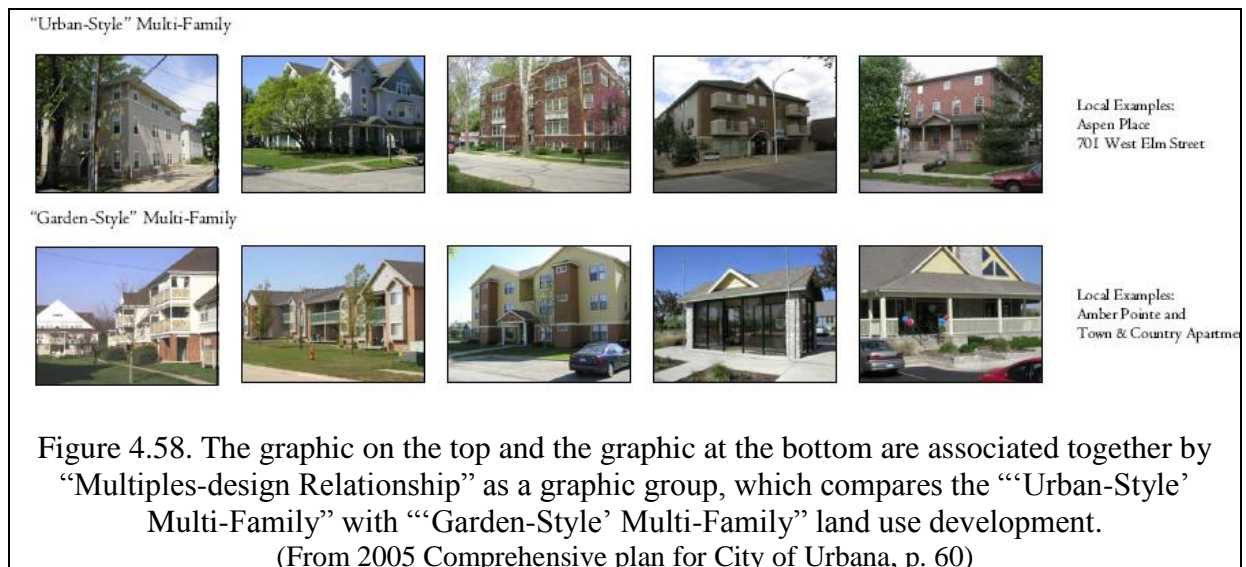 “Urban-Style” Multi-Family
Local Examples:
Aspen Place
701 West Elm Street
“Garden-Style” Multi-Family
Local Examples:
Amber Pointe and
Town & Country Apartme
Figure 4.58. The graphic on the top and the graphic at the bottom are associated together by
“Multiples-design Relationship” as a graphic group, which compares the “‘Urban-Style’
Multi-Family” with “‘Garden-Style’ Multi-Family” land use development.
(From 2005 Comprehensive plan for City of Urbana, p. 60)